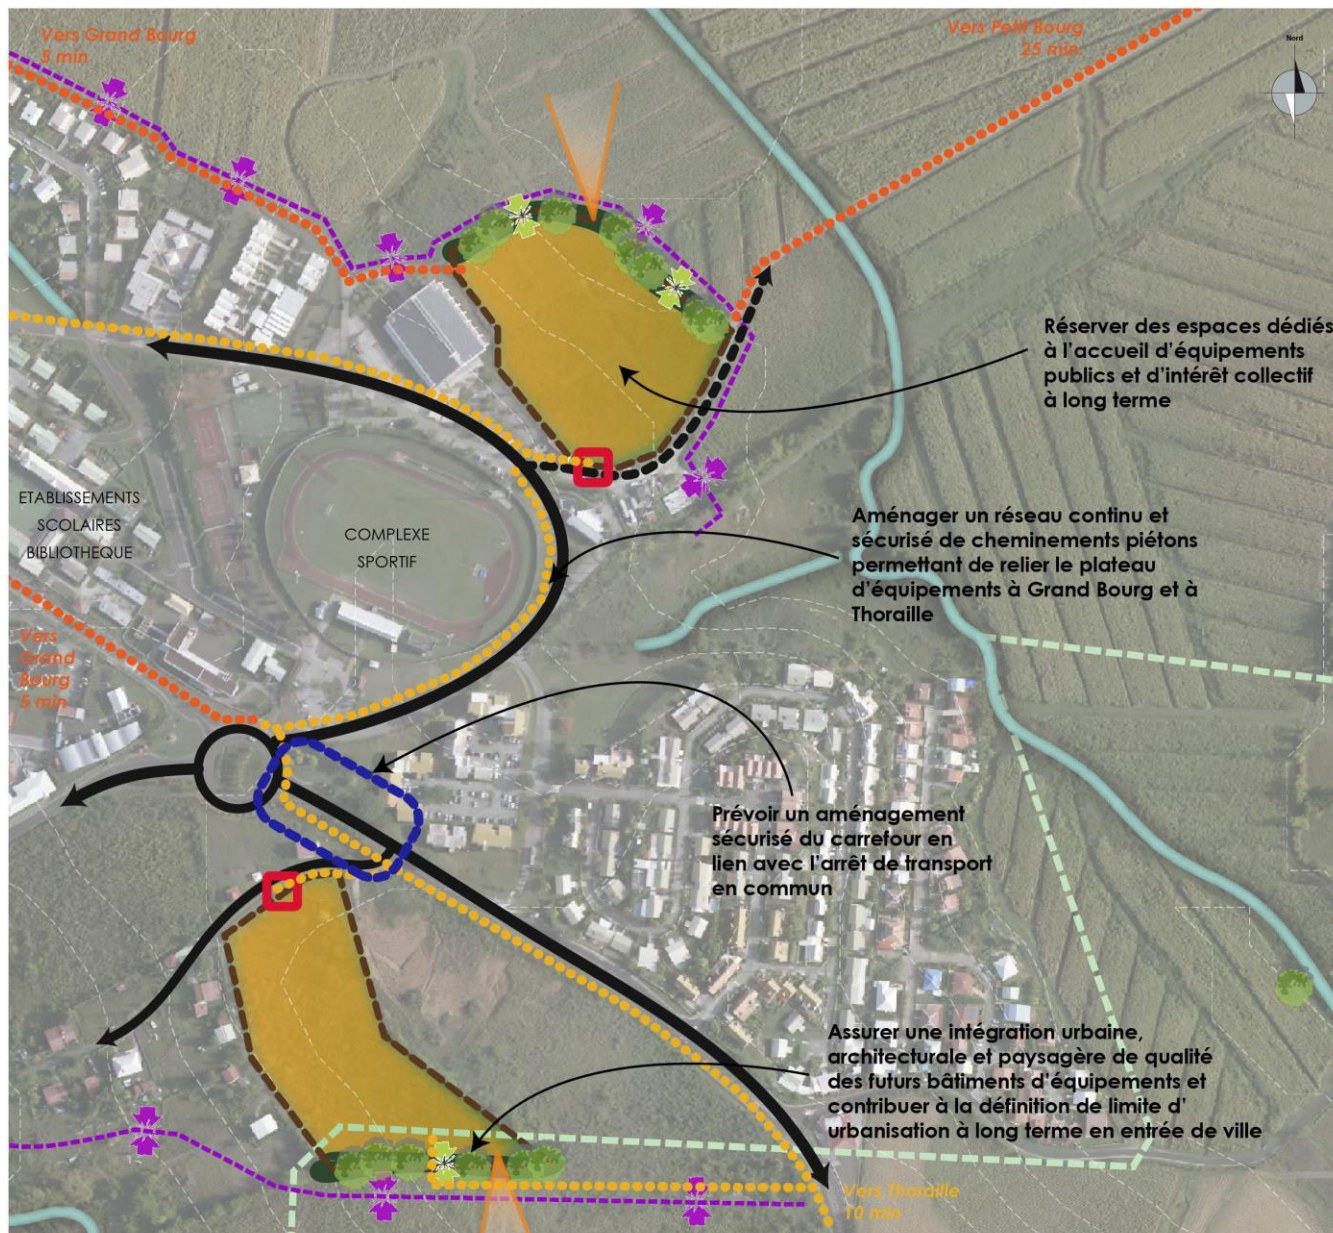 Vers Grand Bourg
5 min
Vers Petit Bourg
25 min
Nord
Réserver des espaces dédiés
à l'accueil d'équipements
publics et d'intérêt collectif
à long terme
ETABLISSEMENTS
SCOLAIRES
BIBLIOTHEQUE
COMPLEXE
SPORTIF
Aménager un réseau continu et
sécurisé de cheminements piétons
permettant de relier le plateau
d'équipements à Grand Bourg et à
Thoraille
Vers
Grand
Bourg
5 min
Prévoir un aménagement
sécurisé du carrefour en
lien avec l'arrêt de transport
en commun
Assurer une intégration urbaine,
architecturale et paysagère de qualité
des futurs bâtiments d'équipements et
contribuer à la définition de limite d'
urbanisation à long terme en entrée de ville
Vers Thoraille
10 min